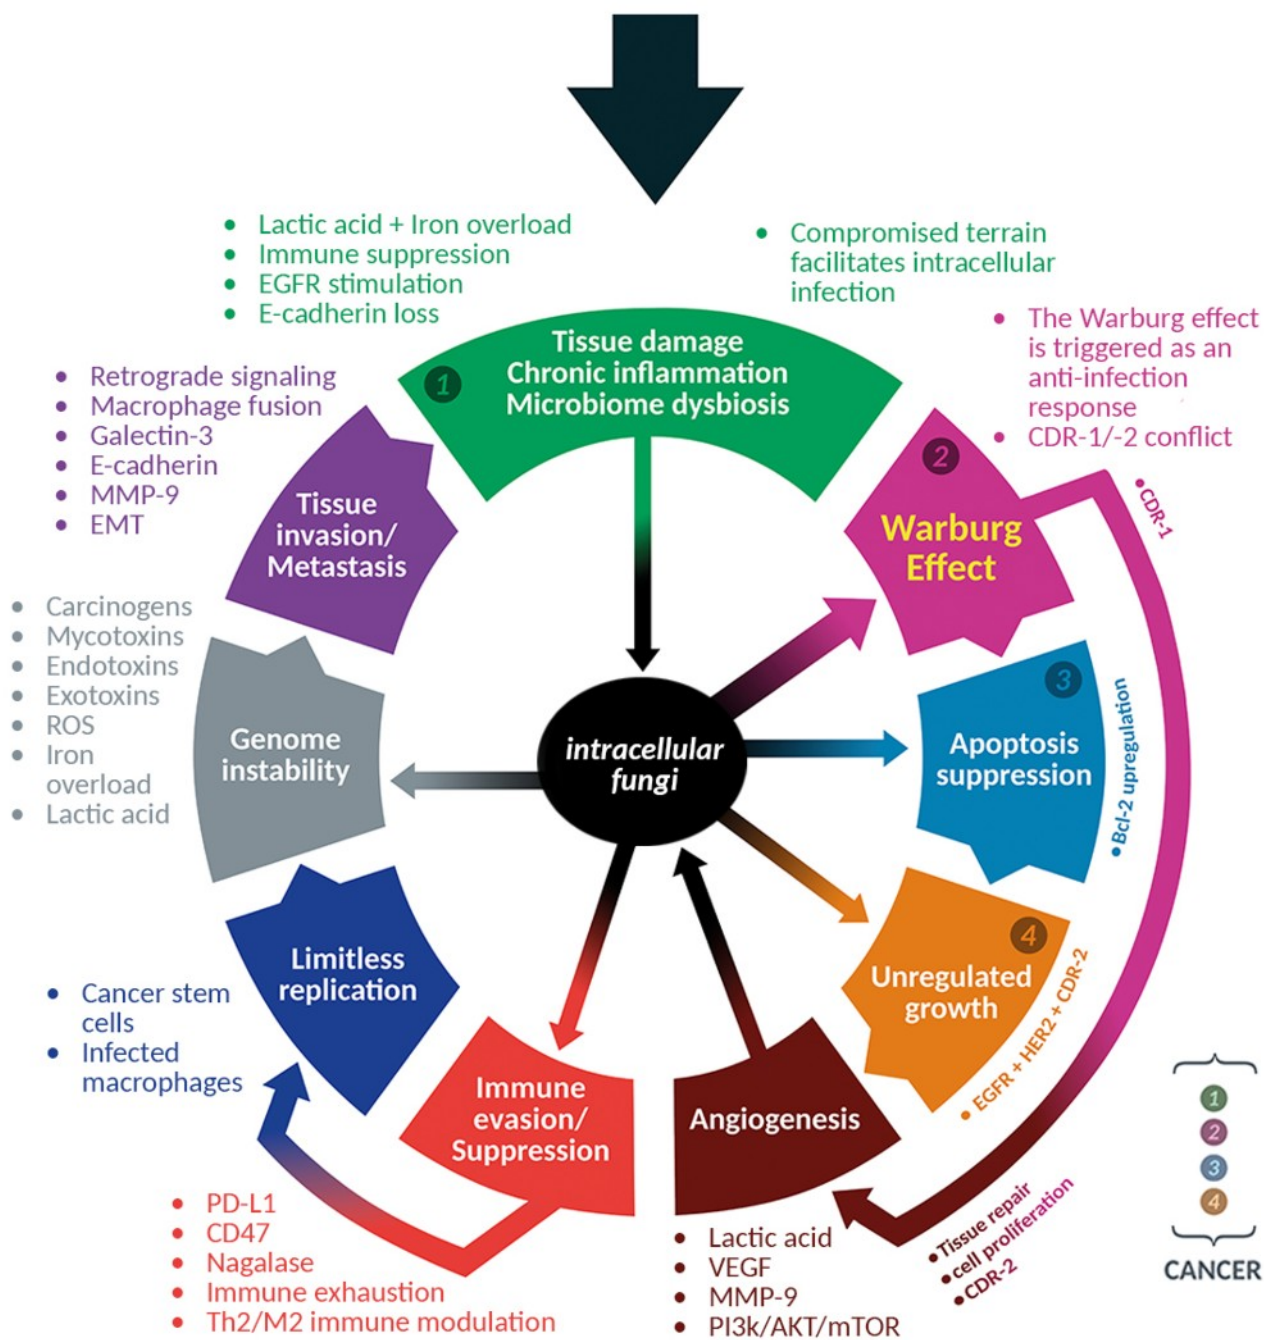 • Lactic acid + Iron overload
• Immune suppression
• EGFR stimulation
• E-cadherin loss
• Compromised terrain
facilitates intracellular
infection
1
Tissue damage
Chronic inflammation
Microbiome dysbiosis
• The Warburg effect
is triggered as an
anti-infection
response
• CDR-1/-2 conflict
2
Warburg
Effect
•CDR-1
3
Apoptosis
suppression
•Bcl-2 upregulation
4
Unregulated
growth
• EGFR + HER2 + CDR-2
•Tissue repair
•cell proliferation
•CDR-2
Angiogenesis
• Lactic acid
• VEGF
• MMP-9
• PI3k/AKT/mTOR
Immune
evasion/
Suppression
• PD-L1
• CD47
• Nagalase
• Immune exhaustion
• Th2/M2 immune modulation
Limitless
replication
• Cancer stem
cells
• Infected
macrophages
Genome
instability
• Carcinogens
• Mycotoxins
• Endotoxins
• Exotoxins
• ROS
• Iron
overload
• Lactic acid
Tissue
invasion/
Metastasis
• Retrograde signaling
• Macrophage fusion
• Galectin-3
• E-cadherin
• MMP-9
• EMT
intracellular
fungi
1
2
3
4
CANCER